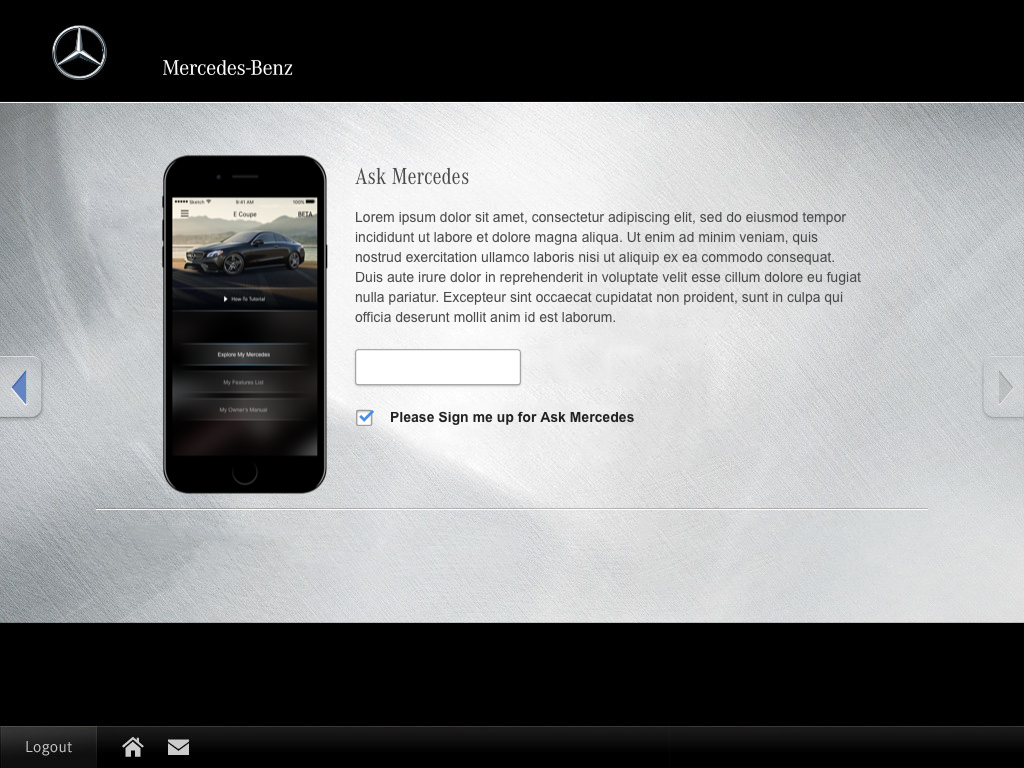 Mercedes-Benz
Ask Mercedes
Lorem ipsum dolor sit amet, consectetur adipiscing elit, sed do eiusmod tempor
incididunt ut labore et dolore magna aliqua. Ut enim ad minim veniam, quis
nostrud exercitation ullamco laboris nisi ut aliquip ex ea commodo consequat.
Duis aute irure dolor in reprehenderit in voluptate velit esse cillum dolore eu fugiat
nulla pariatur. Excepteur sint occaecat cupidatat non proident, sunt in culpa qui
officia deserunt mollit anim id est laborum.
Please Sign me up for Ask Mercedes
Sketch 9:41 AM 100%
E Coupe BETA
How-To Tutorial
Explore My Mercedes
My Features List
My Owner's Manual
Logout